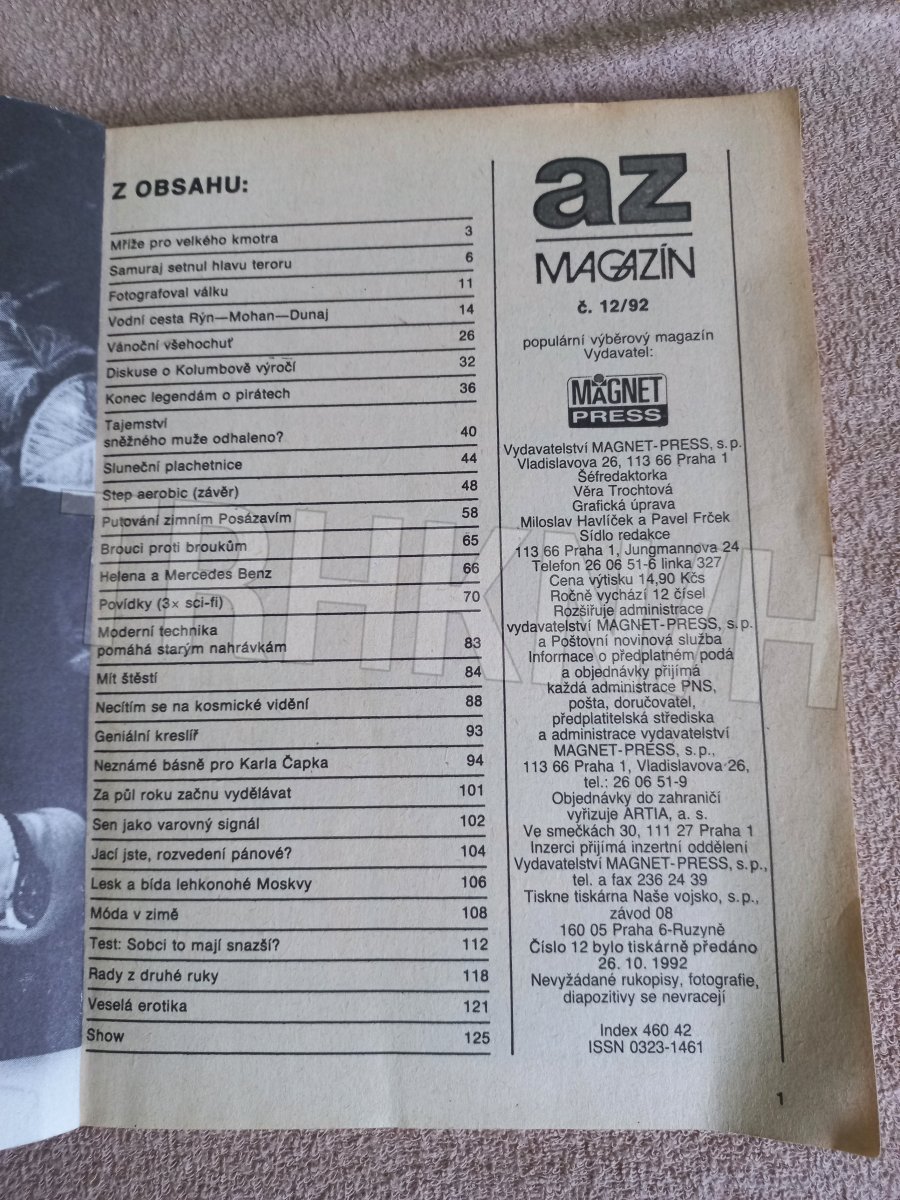 Z OBSAHU:
Mříže pro velkého kmotra 3
Samuraj setnul hlavu teroru 6
Fotografoval válku 11
Vodní cesta Rýn—Mohan—Dunaj 14
Vánoční všehochuť 26
Diskuse o Kolumbově výročí 32
Konec legendám o pirátech 36
Tajemství
sněžného muže odhaleno? 40
Sluneční plachetnice 44
Step aerobic (závěr) 48
Putování zimním Posázavím 58
Brouci proti broukům 65
Helena a Mercedes Benz 66
Povídky (3× sci-fi) 70
Moderní technika
pomáhá starým nahrávkám 83
Mít štěstí 84
Necítím se na kosmické vidění 88
Geniální kreslíř 93
Neznámé básně pro Karla Čapka 94
Za půl roku začnu vydělávat 101
Sen jako varovný signál 102
Jací jste, rozvedení pánové? 104
Lesk a bída lehkonohé Moskvy 106
Móda v zimě 108
Test: Sobci to mají snazší? 112
Rady z druhé ruky 118
Veselá erotika 121
Show 125
az
MAGAZÍN
č. 12/92
populární výběrový magazín
Vydavatel:
MAGNET
PRESS
Vydavatelství MAGNET-PRESS, s.p.
Vladislavova 26, 113 66 Praha 1
Šéfredaktorka
Věra Trochtová
Grafická úprava
Miloslav Havlíček a Pavel Frček
Sídlo redakce
113 66 Praha 1, Jungmannova 24
Telefon 26 06 51-6 linka 327
Cena výtisku 14,90 Kčs
Ročně vychází 12 čísel
Rozšiřuje administrace
vydavatelství MAGNET-PRESS, s.p.
a Poštovní novinová služba
Informace o předplatném podá
a objednávky přijímá
každá administrace PNS,
pošta, doručovatel,
předplatitelská střediska
a administrace vydavatelství
MAGNET-PRESS, s.p.,
113 66 Praha 1, Vladislavova 26,
tel.: 26 06 51-9
Objednávky do zahraničí
vyřizuje ARTIA, a. s.
Ve smečkách 30, 111 27 Praha 1
Inzerci přijímá inzertní oddělení
Vydavatelství MAGNET-PRESS, s.p.,
tel. a fax 236 24 39
Tiskne tiskárna Naše vojsko, s.p.,
závod 08
160 05 Praha 6-Ruzyně
Číslo 12 bylo tiskárně předáno
26. 10. 1992
Nevyžádané rukopisy, fotografie,
diapozitivy se nevracejí
Index 460 42
ISSN 0323-1461
1